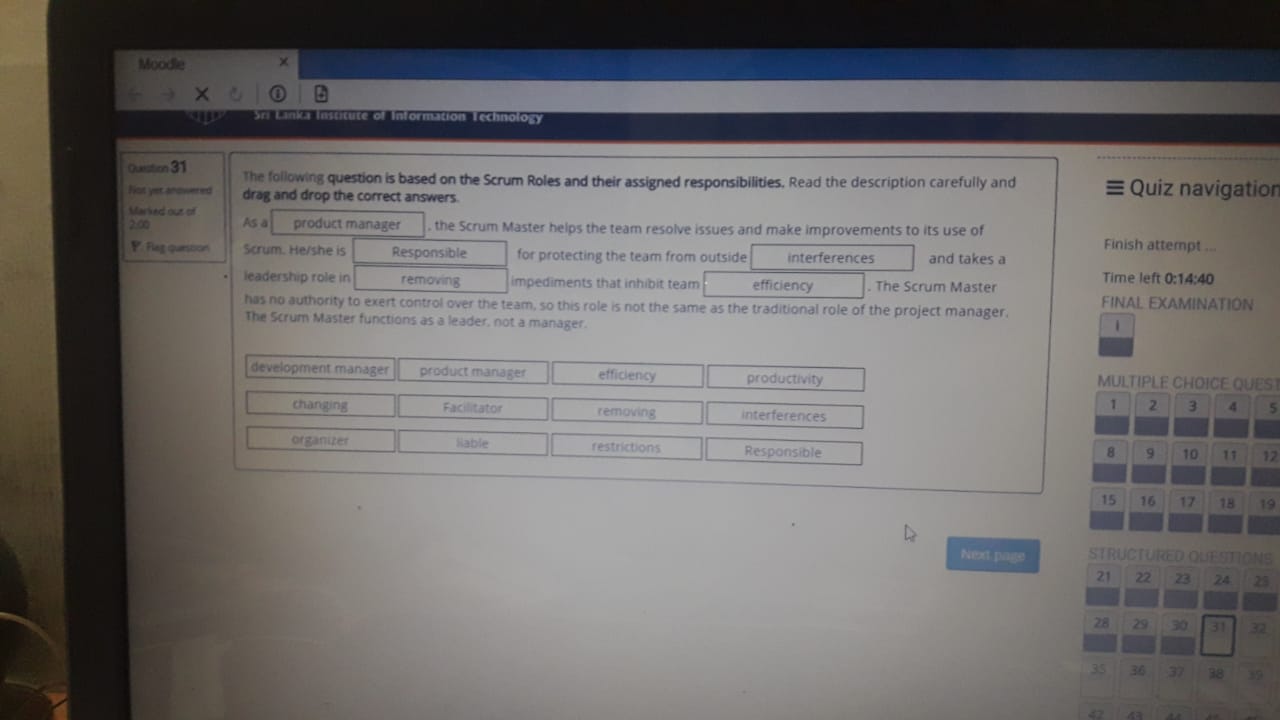 Moodle
Sri Lanka Institute of Information Technology
Question 31
Not yet answered
Marked out of
2.00
Flag question
The following question is based on the Scrum Roles and their assigned responsibilities. Read the description carefully and
drag and drop the correct answers.
As a product manager , the Scrum Master helps the team resolve issues and make improvements to its use of
Scrum. He/she is Responsible for protecting the team from outside interferences and takes a
leadership role in removing impediments that inhibit team efficiency . The Scrum Master
has no authority to exert control over the team, so this role is not the same as the traditional role of the project manager.
The Scrum Master functions as a leader, not a manager.
development manager product manager efficiency productivity
changing Facilitator removing interferences
organizer liable restrictions Responsible
Next page
Quiz navigation
Finish attempt ...
Time left 0:14:40
FINAL EXAMINATION
i
MULTIPLE CHOICE QUEST
1 2 3 4 5
8 9 10 11 12
15 16 17 18 19
STRUCTURED QUESTIONS
21 22 23 24 25
28 29 30 31 32
35 36 37 38 39
42 43 44